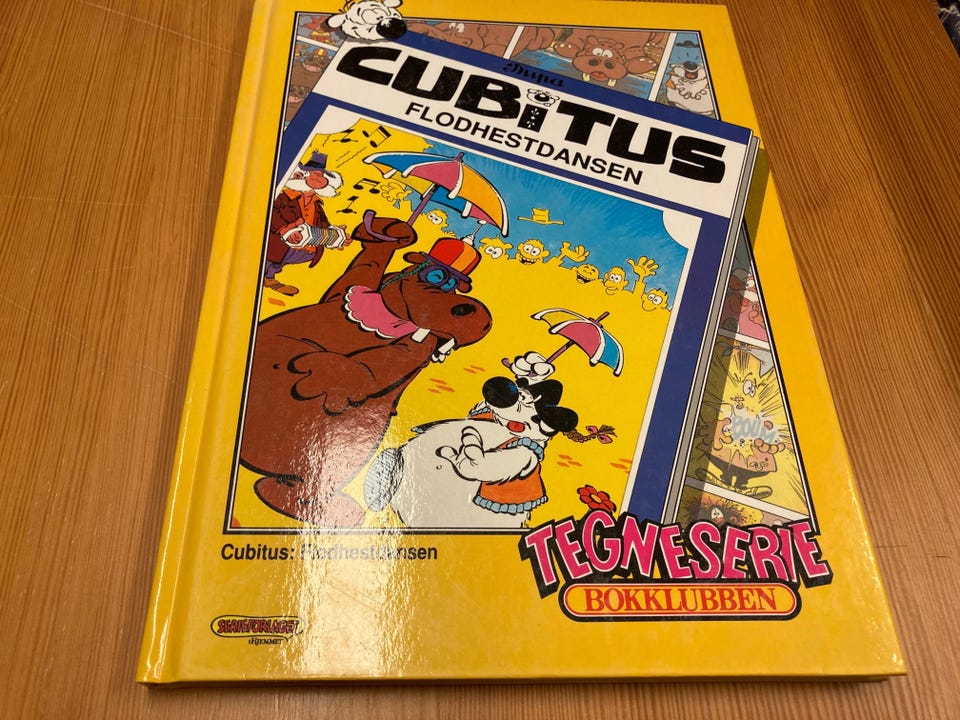 Dupa
CUBiTUS
FLODHESTDANSEN
BOUM
Cubitus: Flodhestdansen
TEGNESERIE
BOKKLUBBEN
SERIEFORLAGET
HJEMMET